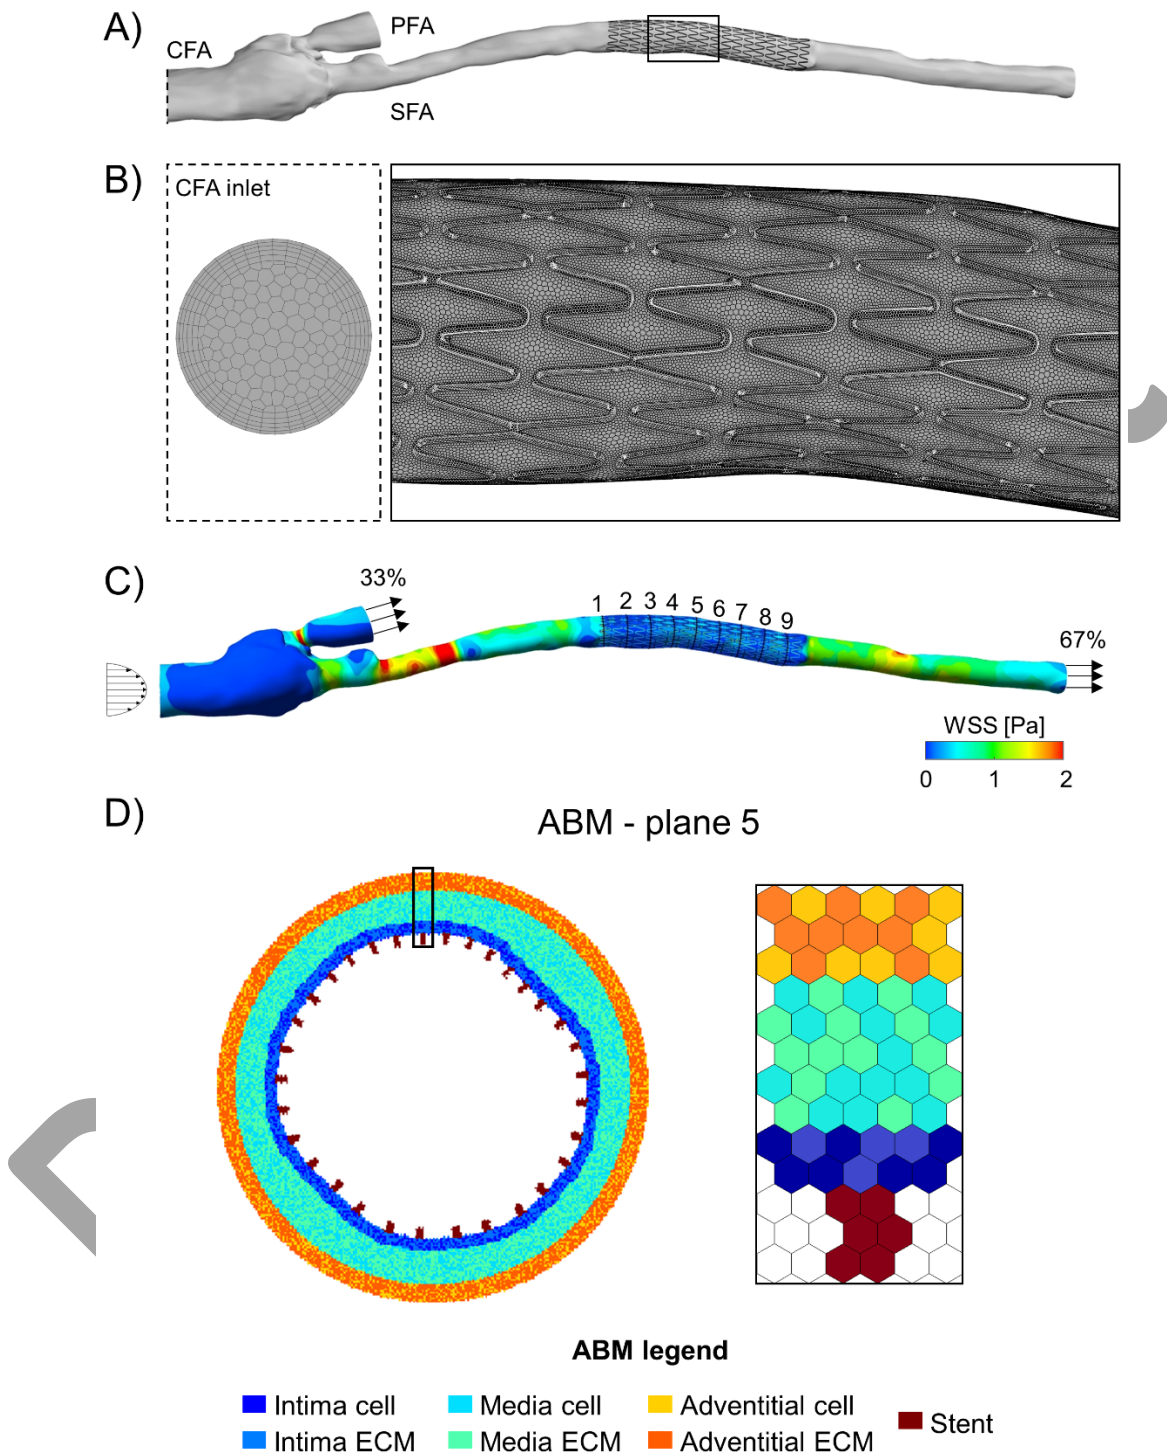 A)
PFA
CFA
SFA
B)
CFA inlet
C)
33%
1 2 3 4 5 6 7 8 9
67%
WSS [Pa]
0 1 2
D)
ABM - plane 5
ABM legend
Intima cell Media cell Adventitial cell Stent
Intima ECM Media ECM Adventitial ECM